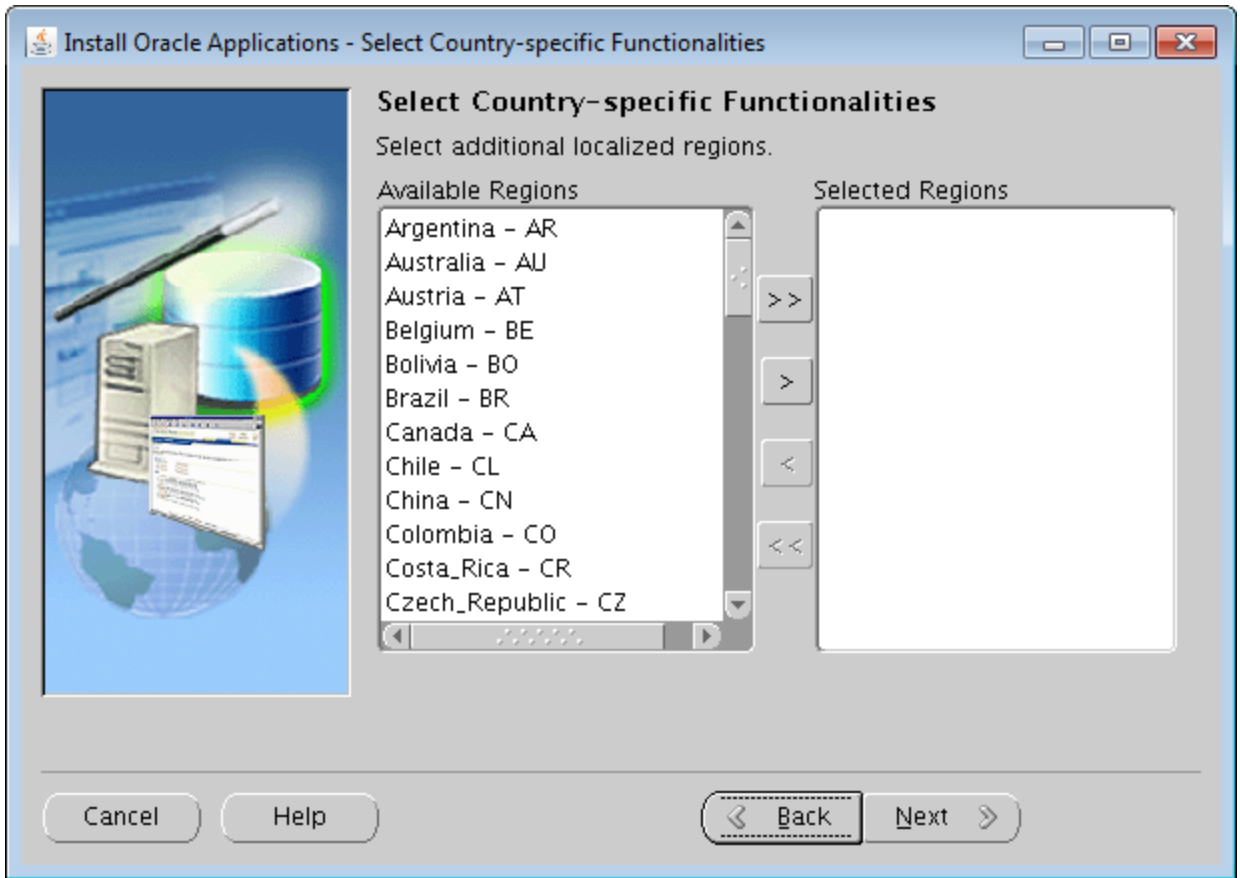 Install Oracle Applications - Select Country-specific Functionalities
Select Country-specific Functionalities
Select additional localized regions.
Available Regions
Selected Regions
Argentina - AR
Australia - AU
Austria - AT
Belgium - BE
Bolivia - BO
Brazil - BR
Canada - CA
Chile - CL
China - CN
Colombia - CO
Costa_Rica - CR
Czech_Republic - CZ
>>
>
<
<<
Cancel
Help
Back
Next